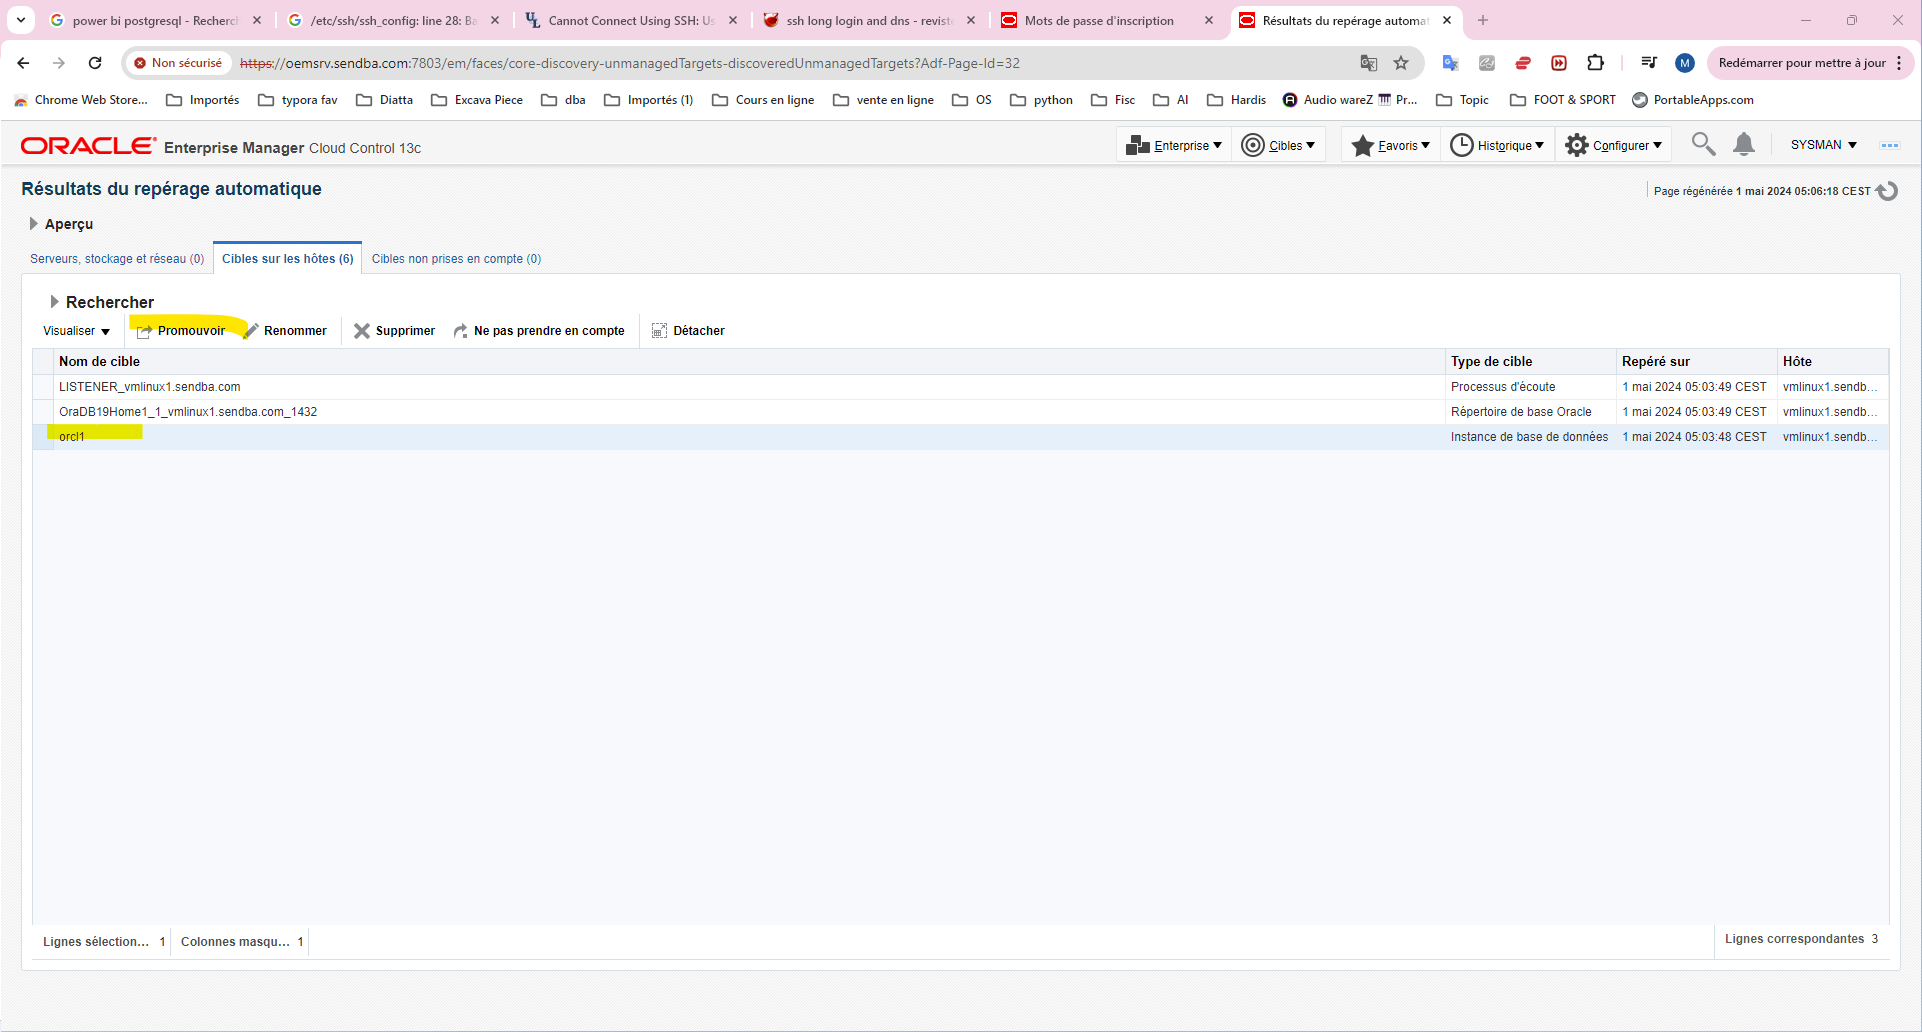 power bi postgresql - Recherch
/etc/ssh/ssh_config: line 28: Ba
Cannot Connect Using SSH: Us
ssh long login and dns - reviste
Mots de passe d'inscription
Résultats du repérage automat
Non sécurisé
https://oemsrv.sendba.com:7803/em/faces/core-discovery-unmanagedTargets-discoveredUnmanagedTargets?Adf-Page-Id=32
M
Redémarrer pour mettre à jour
Chrome Web Store...
Importés
typora fav
Diatta
Excava Piece
dba
Importés (1)
Cours en ligne
vente en ligne
OS
python
Fisc
AI
Hardis
Audio wareZ
Pr...
Topic
FOOT & SPORT
PortableApps.com
ORACLE Enterprise Manager Cloud Control 13c
Enterprise
Cibles
Favoris
Historique
Configurer
SYSMAN
Résultats du repérage automatique
Page régénérée 1 mai 2024 05:06:18 CEST
Aperçu
Serveurs, stockage et réseau (0)
Cibles sur les hôtes (6)
Cibles non prises en compte (0)
Rechercher
Visualiser
Promouvoir
Renommer
Supprimer
Ne pas prendre en compte
Détacher
Nom de cible Type de cible Repéré sur Hôte
LISTENER_vmlinux1.sendba.com Processus d'écoute 1 mai 2024 05:03:49 CEST vmlinux1.sendb...
OraDB19Home1_1_vmlinux1.sendba.com_1432 Répertoire de base Oracle 1 mai 2024 05:03:49 CEST vmlinux1.sendb...
orcl1 Instance de base de données 1 mai 2024 05:03:48 CEST vmlinux1.sendb...
Lignes sélection... 1
Colonnes masqu... 1
Lignes correspondantes 3